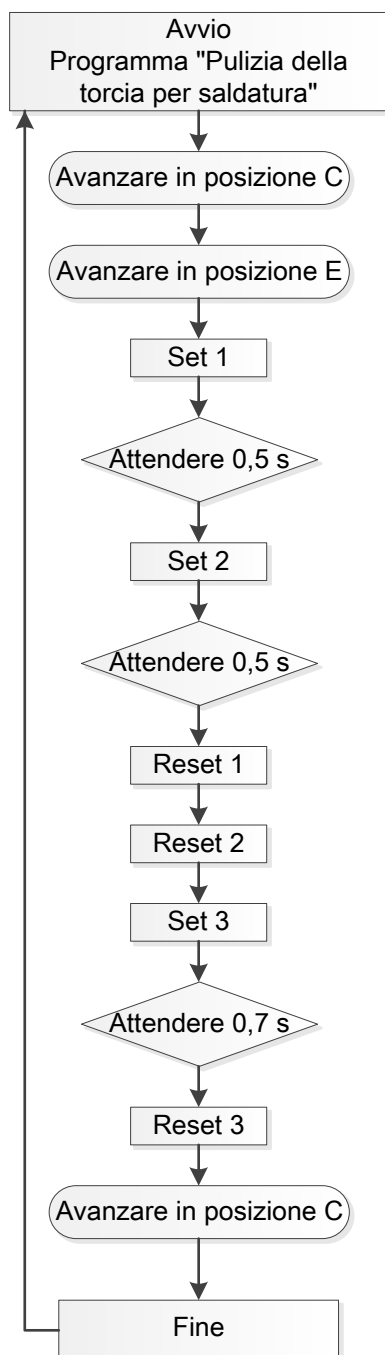 Avvio
Programma "Pulizia della
torcia per saldatura"
Avanzare in posizione C
Avanzare in posizione E
Set 1
Attendere 0,5 s
Set 2
Attendere 0,5 s
Reset 1
Reset 2
Set 3
Attendere 0,7 s
Reset 3
Avanzare in posizione C
Fine